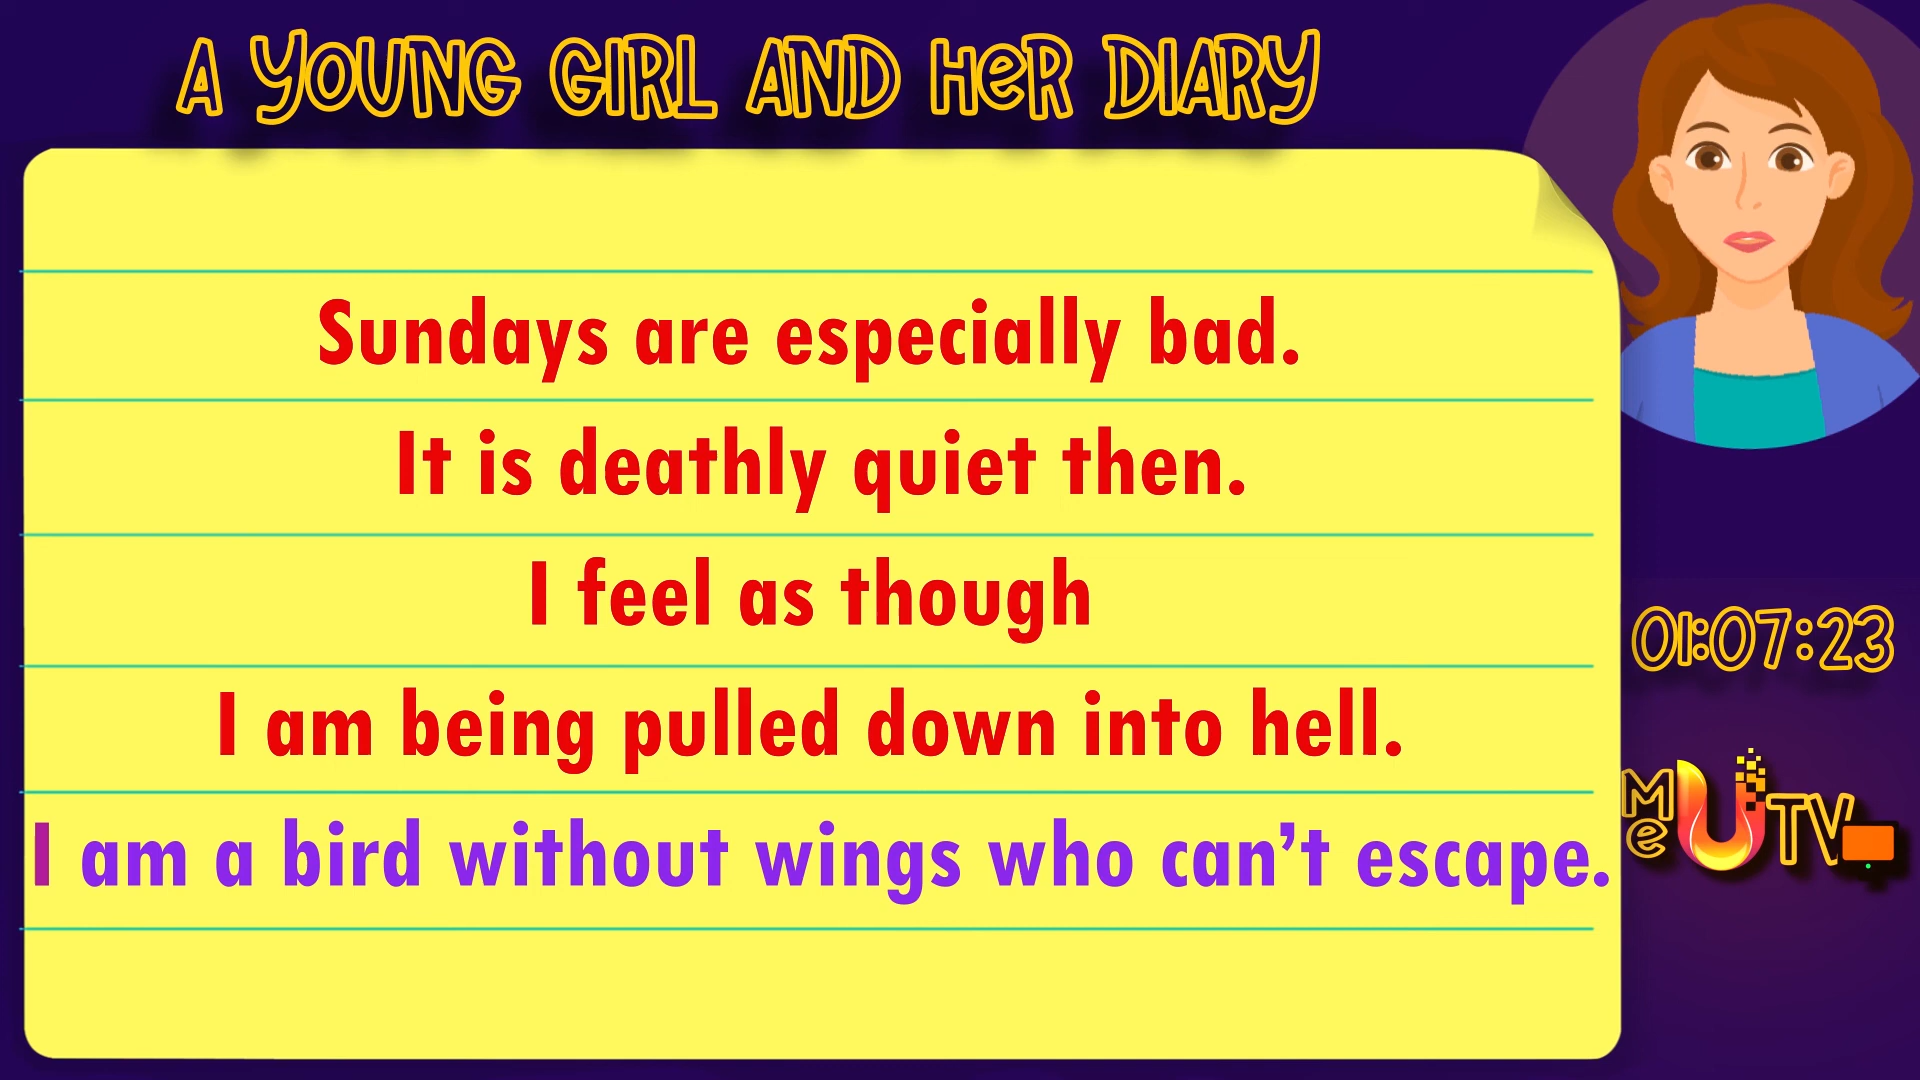 A YOUNG GIRL AND HeR DIARY
Sundays are especially bad.
It is deathly quiet then.
I feel as though
I am being pulled down into hell.
I am a bird without wings who can’t escape.
01:07:23
Me U TV